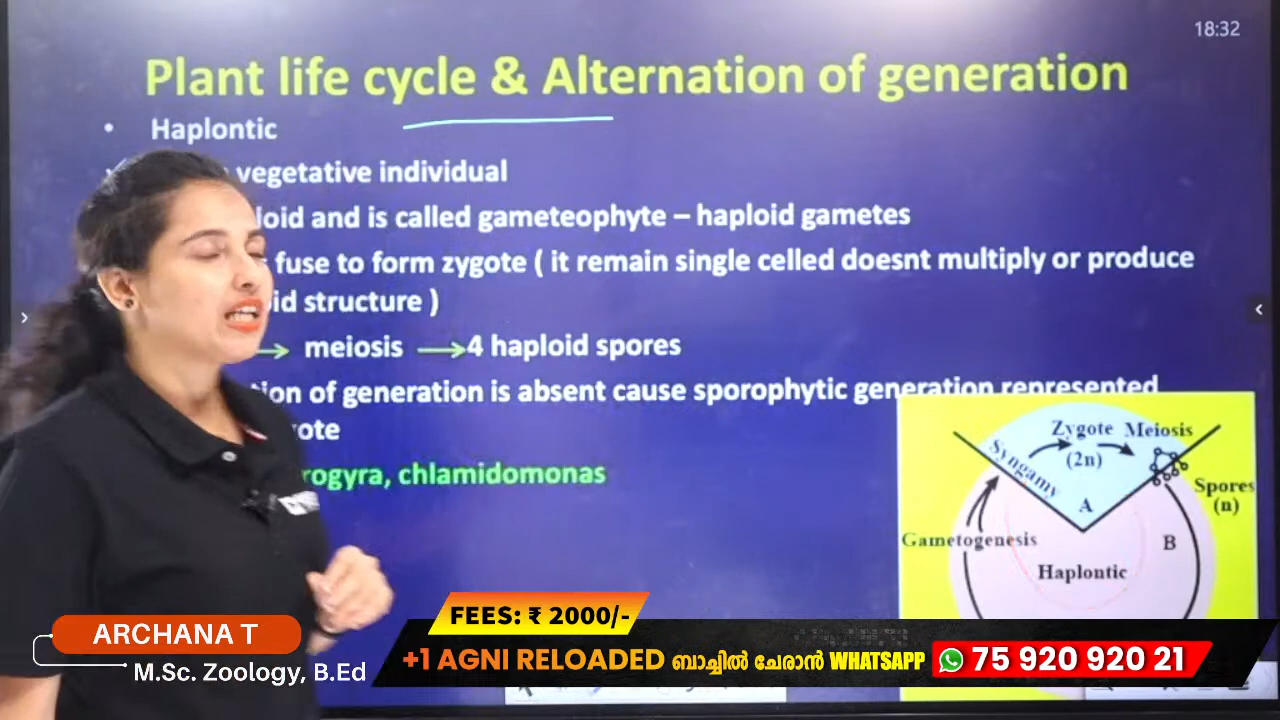 18:32
Plant life cycle & Alternation of generation
• Haplontic
vegetative individual
loid and is called gameteophyte – haploid gametes
fuse to form zygote ( it remain single celled doesnt multiply or produce
id structure )
meiosis 4 haploid spores
tion of generation is absent cause sporophytic generation represented
ote
rogyra, chlamidomonas
Zygote Meiosis
(2n)
Syngamy
Spores
(n)
A
Gametogenesis
B
Haplontic
FEES: ₹ 2000/-
ARCHANA T
M.Sc. Zoology, B.Ed
+1 AGNI RELOADED ബാച്ചിൽ ചേരാൻ WHATSAPP 75 920 920 21